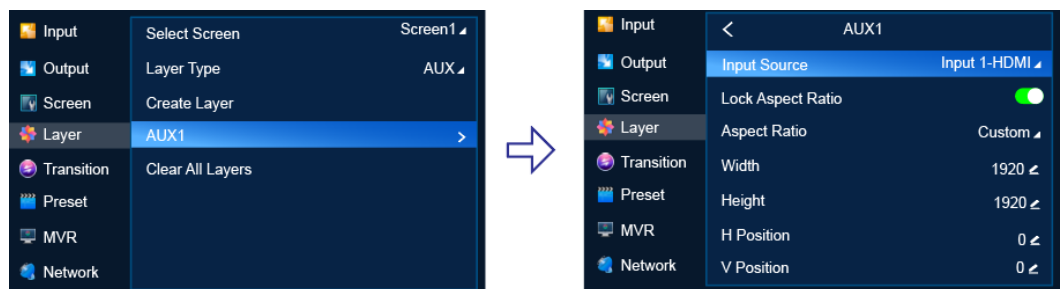 Input
Select Screen Screen1
Output
Layer Type AUX
Screen
Create Layer
Layer
AUX1 >
Transition
Clear All Layers
Preset
MVR
Network
Input
< AUX1
Output
Input Source Input 1-HDMI
Screen
Lock Aspect Ratio
Layer
Aspect Ratio Custom
Transition
Width 1920
Preset
Height 1920
MVR
H Position 0
Network
V Position 0